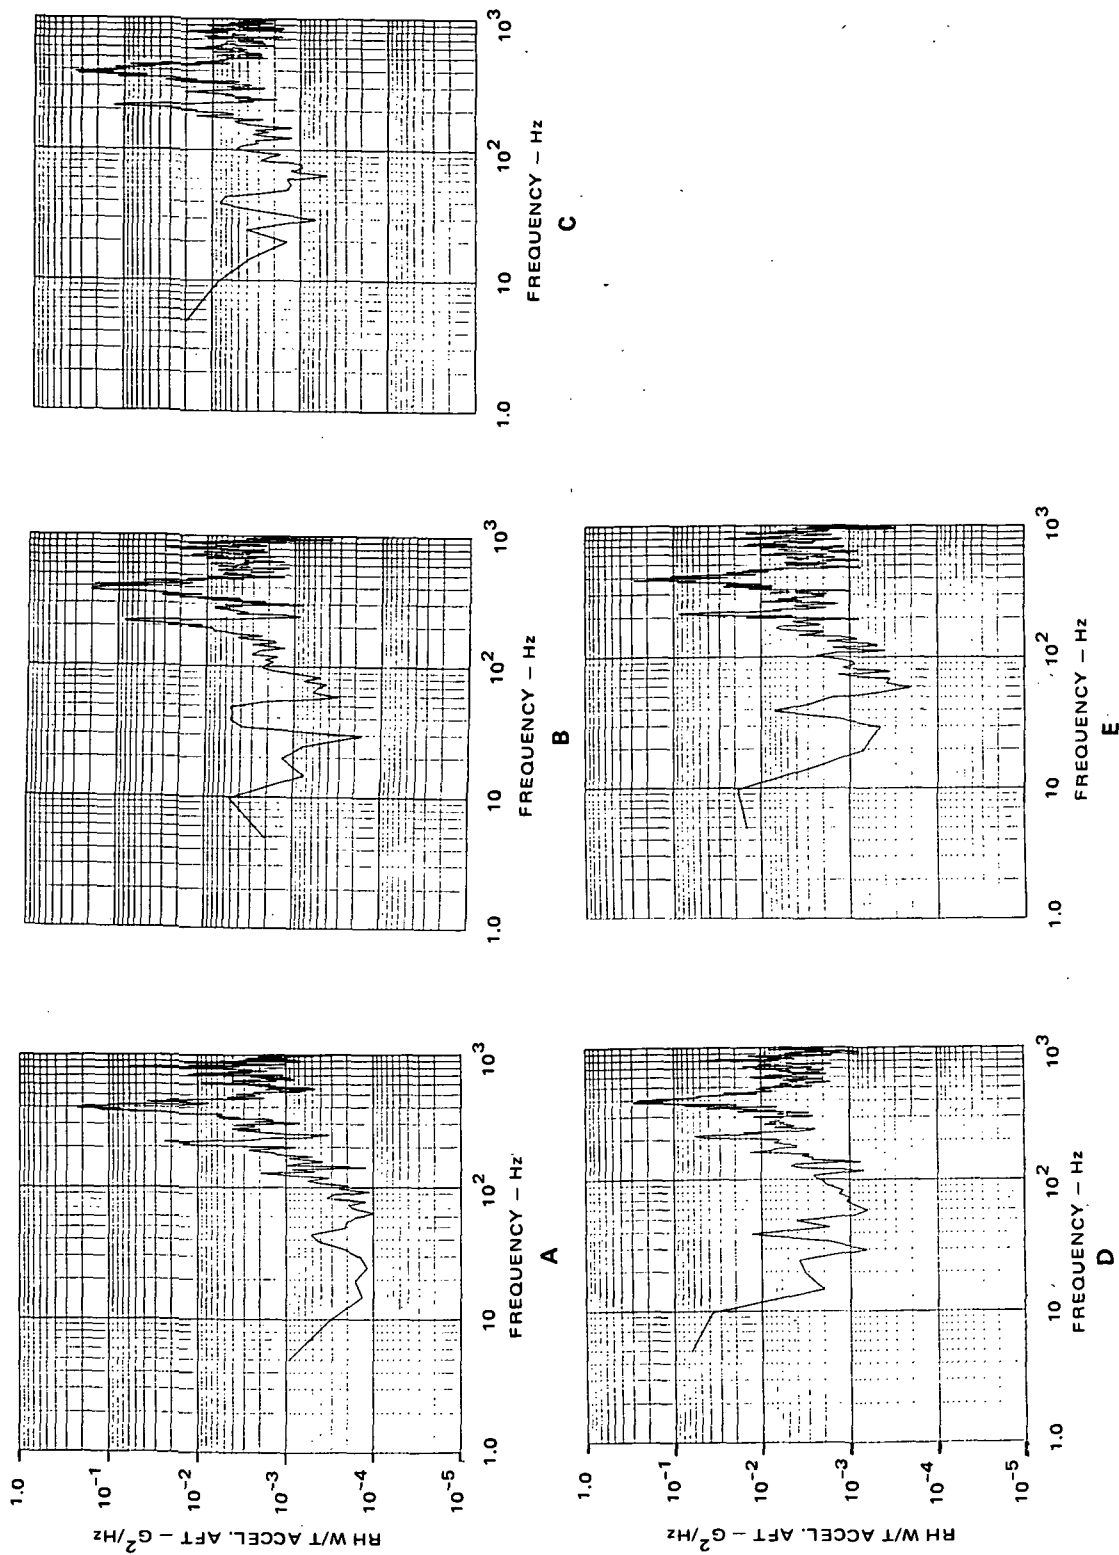 1.0
10⁻¹
10⁻²
10⁻³
10⁻⁴
10⁻⁵
RH W/T ACCEL. AFT – G²/Hz
1.0
10
10²
10³
FREQUENCY – Hz
A
1.0
10
10²
10³
FREQUENCY – Hz
B
1.0
10
10²
10³
FREQUENCY – Hz
C
1.0
10⁻¹
10⁻²
10⁻³
10⁻⁴
10⁻⁵
RH W/T ACCEL. AFT – G²/Hz
1.0
10
10²
10³
FREQUENCY – Hz
D
1.0
10
10²
10³
FREQUENCY – Hz
E